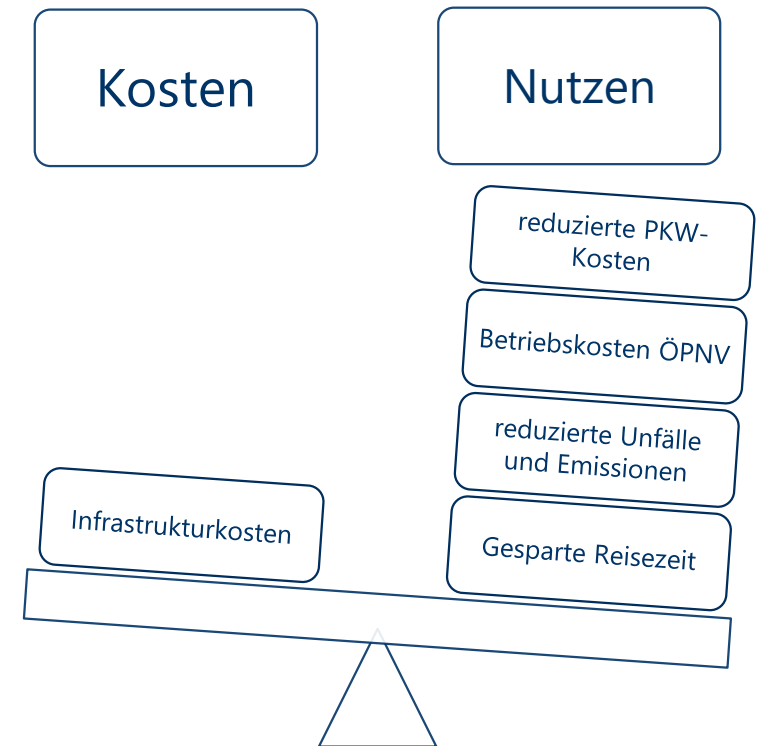 Kosten
Nutzen
reduzierte PKW-
Kosten
Betriebskosten ÖPNV
reduzierte Unfälle
und Emissionen
Gesparte Reisezeit
Infrastrukturkosten